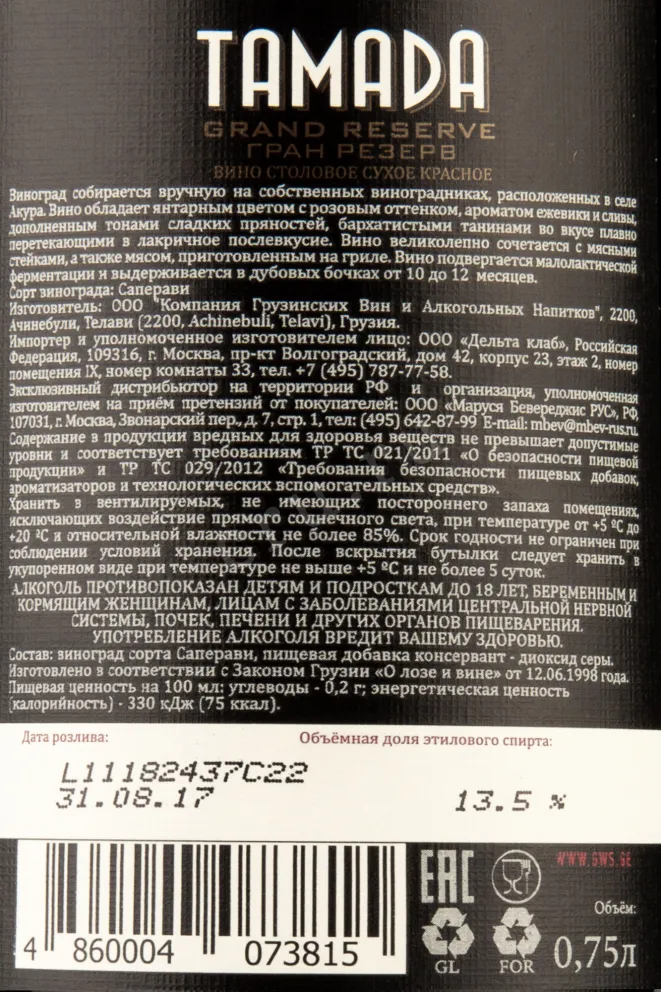 TAMADA
GRAND RESERVE
ГРАН РЕЗЕРВ
ВИНО СТОЛОВОЕ СУХОЕ КРАСНОЕ
Виноград собирается вручную на собственных виноградниках, расположенных в селе
Акура. Вино обладает янтарным цветом с розовым оттенком, ароматом ежевики и сливы,
дополненным тонами сладких пряностей, бархатистыми танинами во вкусе плавно
перетекающими в лакричное послевкусие. Вино великолепно сочетается с мясными
стейками, а также мясом, приготовленным на гриле. Вино подвергается малолактической
ферментации и выдерживается в дубовых бочках от 10 до 12 месяцев.
Сорт винограда: Саперави
Изготовитель: ООО "Компания Грузинских Вин и Алкогольных Напитков", 2200,
Ачинебули, Телави (2200, Achinebuli, Telavi), Грузия.
Импортер и уполномоченное изготовителем лицо: ООО «Дельта клаб», Российская
Федерация, 109316, г. Москва, пр-кт Волгоградский, дом 42, корпус 23, этаж 2, номер
помещения IX, номер комнаты 33, тел. +7 (495) 787-77-58.
Эксклюзивный дистрибьютор на территории РФ и организация, уполномоченная
изготовителем на приём претензий от покупателей: ООО «Маруся Бевереджис РУС», РФ,
107031, г. Москва, Звонарский пер., д. 7, стр. 1, тел: (495) 642-87-99 E-mail: mbev@mbev-rus.ru.
Содержание в продукции вредных для здоровья веществ не превышает допустимые
уровни и соответствует требованиям ТР ТС 021/2011 «О безопасности пищевой
продукции» и ТР ТС 029/2012 «Требования безопасности пищевых добавок,
ароматизаторов и технологических вспомогательных средств».
Хранить в вентилируемых, не имеющих постороннего запаха помещениях,
исключающих воздействие прямого солнечного света, при температуре от +5 ºС до
+20 ºС и относительной влажности не более 85%. Срок годности не ограничен при
соблюдении условий хранения. После вскрытия бутылки следует хранить в
укупоренном виде при температуре не выше +5 ºС и не более 5 суток.
АЛКОГОЛЬ ПРОТИВОПОКАЗАН ДЕТЯМ И ПОДРОСТКАМ ДО 18 ЛЕТ, БЕРЕМЕННЫМ И
КОРМЯЩИМ ЖЕНЩИНАМ, ЛИЦАМ С ЗАБОЛЕВАНИЯМИ ЦЕНТРАЛЬНОЙ НЕРВНОЙ
СИСТЕМЫ, ПОЧЕК, ПЕЧЕНИ И ДРУГИХ ОРГАНОВ ПИЩЕВАРЕНИЯ.
УПОТРЕБЛЕНИЕ АЛКОГОЛЯ ВРЕДИТ ВАШЕМУ ЗДОРОВЬЮ.
Состав: виноград сорта Саперави, пищевая добавка консервант - диоксид серы.
Изготовлено в соответствии с Законом Грузии «О лозе и вине» от 12.06.1998 года.
Пищевая ценность на 100 мл: углеводы - 0,2 г; энергетическая ценность
(калорийность) - 330 кДж (75 ккал).
Дата розлива: Объёмная доля этилового спирта:
L11182437C22
31.08.17 13.5 %
EAC WWW.GWS.GE
Объём:
0,75л
GL FOR
4 860004 073815